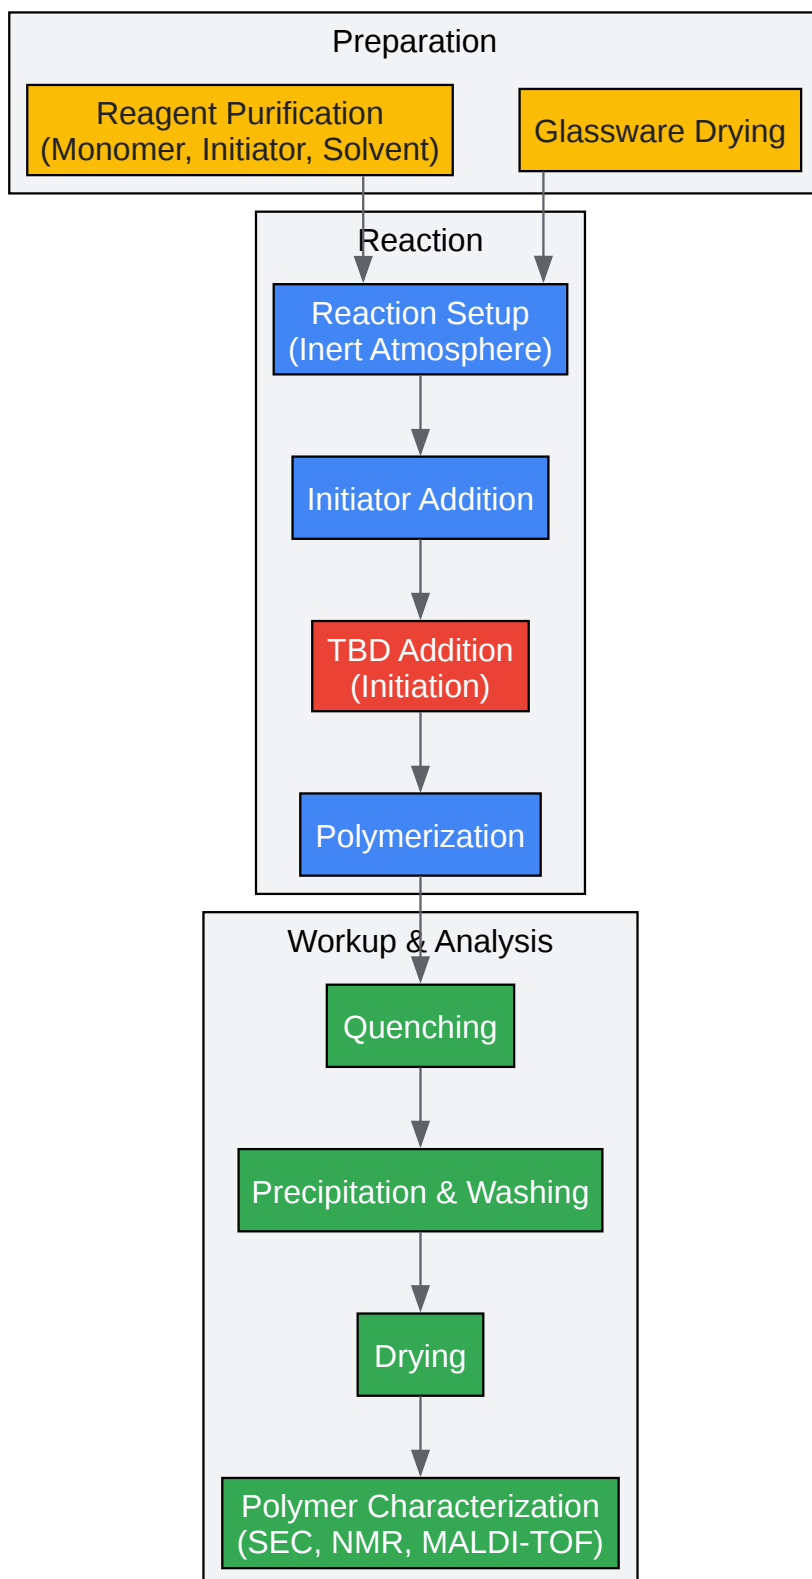 Preparation
Reagent Purification
(Monomer, Initiator, Solvent)
Glassware Drying
Reaction
Reaction Setup
(Inert Atmosphere)
Initiator Addition
TBD Addition
(Initiation)
Polymerization
Workup & Analysis
Quenching
Precipitation & Washing
Drying
Polymer Characterization
(SEC, NMR, MALDI-TOF)